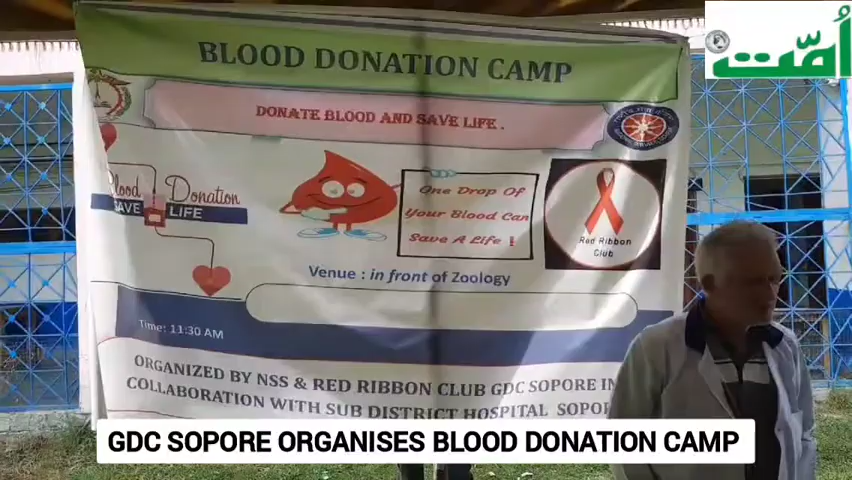 اُمّت
BLOOD DONATION CAMP
DONATE BLOOD AND SAVE LIFE .
Blood Donation
SAVE LIFE
One Drop Of
Your Blood Can
Save A Life !
Red Ribbon
Club
Venue : in front of Zoology
Time: 11:30 AM
ORGANIZED BY NSS & RED RIBBON CLUB GDC SOPORE IN
COLLABORATION WITH SUB DISTRICT HOSPITAL SOPOR
GDC SOPORE ORGANISES BLOOD DONATION CAMP